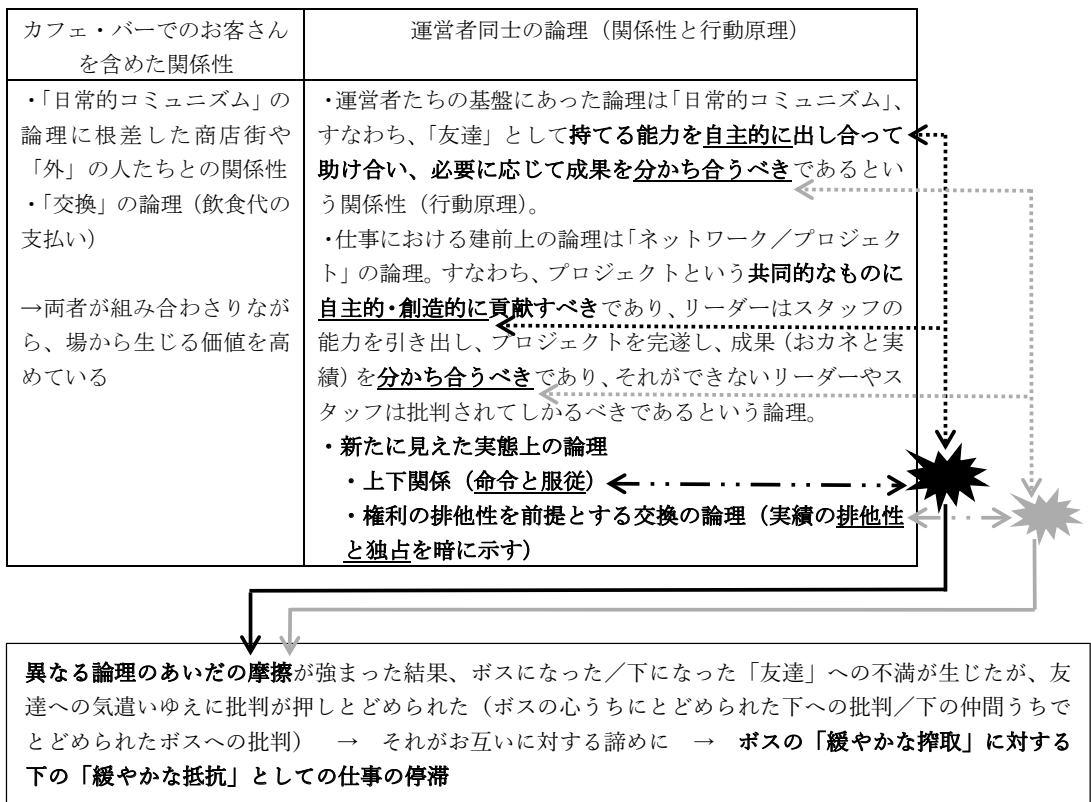 カフェ・バーでのお客さん
を含めた関係性
運営者同士の論理（関係性と行動原理）
・「日常的コミュニズム」の
論理に根差した商店街や
「外」の人たちとの関係性
・「交換」の論理（飲食代の
支払い）
→両者が組み合わさりなが
ら、場から生じる価値を高
めている
・運営者たちの基盤にあった論理は「日常的コミュニズム」、
すなわち、「友達」として持てる能力を自主的に出し合って
助け合い、必要に応じて成果を分かち合うべきであるとい
う関係性（行動原理）。
・仕事における建前上の論理は「ネットワーク／プロジェク
ト」の論理。すなわち、プロジェクトという共同的なものに
自主的・創造的に貢献すべきであり、リーダーはスタッフの
能力を引き出し、プロジェクトを完遂し、成果（おカネと実
績）を分かち合うべきであり、それができないリーダーやス
タッフは批判されてしかるべきであるという論理。
・新たに見えた実態上の論理
・上下関係（命令と服従）
・権利の排他性を前提とする交換の論理（実績の排他性
と独占を暗に示す）
異なる論理のあいだの摩擦が強まった結果、ボスになった／下になった「友達」への不満が生じたが、友
達への気遣いゆえに批判が押しとどめられた（ボスの心うちにとどめられた下への批判／下の仲間うちで
とどめられたボスへの批判） → それがお互いに対する諦めに → ボスの「緩やかな搾取」に対する
下の「緩やかな抵抗」としての仕事の停滞